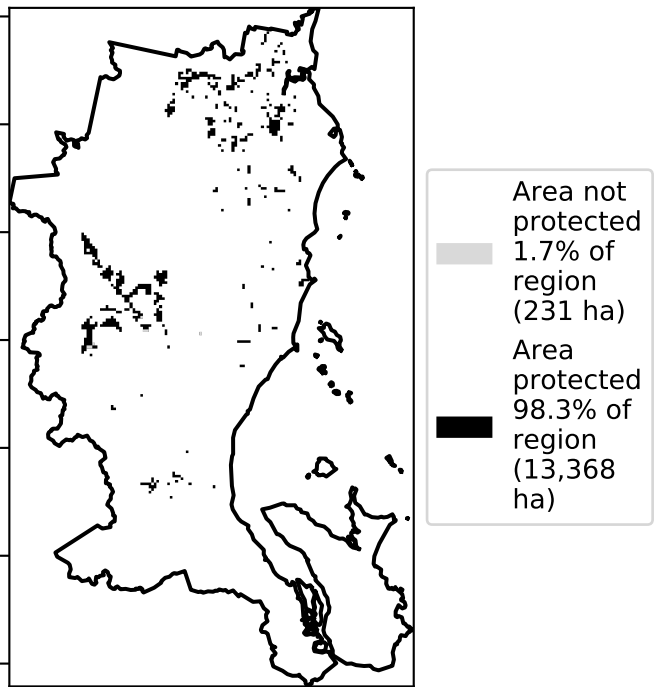 Area not
protected
1.7% of
region
(231 ha)
Area
protected
98.3% of
region
(13,368
ha)